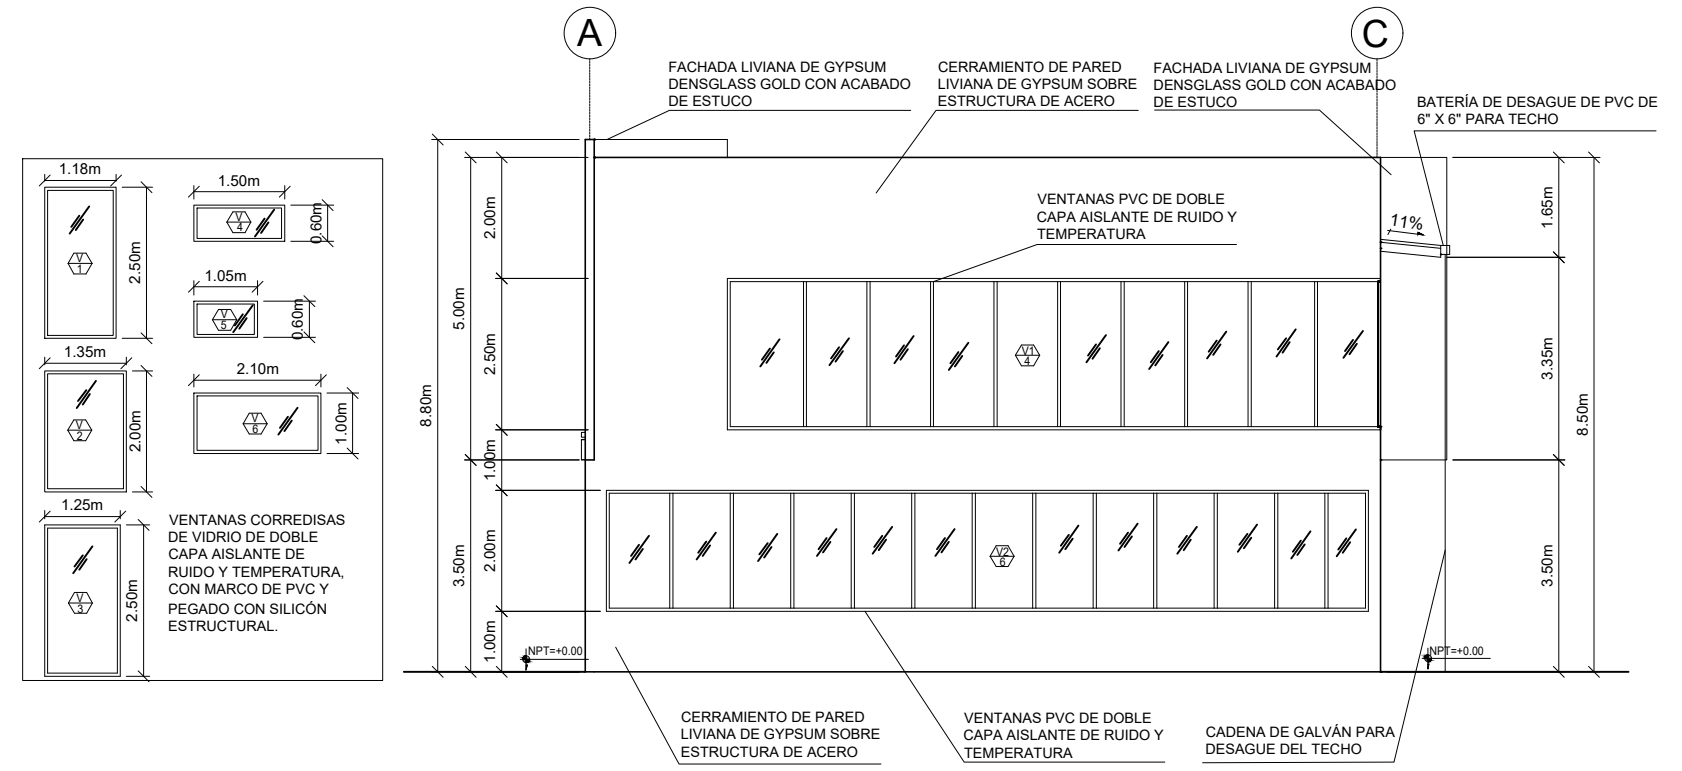 A
C
FACHADA LIVIANA DE GYPSUM
DENSGLASS GOLD CON ACABADO
DE ESTUCO
CERRAMIENTO DE PARED
LIVIANA DE GYPSUM SOBRE
ESTRUCTURA DE ACERO
FACHADA LIVIANA DE GYPSUM
DENSGLASS GOLD CON ACABADO
DE ESTUCO
BATERÍA DE DESAGUE DE PVC DE
6" X 6" PARA TECHO
1.18m
2.50m
V
1
1.50m
0.60m
V
4
1.05m
0.60m
V
5
1.35m
2.00m
V
2
2.10m
1.00m
V
6
1.25m
2.50m
V
3
VENTANAS CORREDISAS
DE VIDRIO DE DOBLE
CAPA AISLANTE DE
RUIDO Y TEMPERATURA,
CON MARCO DE PVC Y
PEGADO CON SILICÓN
ESTRUCTURAL.
8.80m
5.00m
3.50m
2.00m
2.50m
1.00m
2.00m
1.00m
VENTANAS PVC DE DOBLE
CAPA AISLANTE DE RUIDO Y
TEMPERATURA
11%
V1
4
V2
6
1.65m
3.35m
3.50m
8.50m
NPT=+0.00
NPT=+0.00
CERRAMIENTO DE PARED
LIVIANA DE GYPSUM SOBRE
ESTRUCTURA DE ACERO
VENTANAS PVC DE DOBLE
CAPA AISLANTE DE RUIDO Y
TEMPERATURA
CADENA DE GALVÁN PARA
DESAGUE DEL TECHO